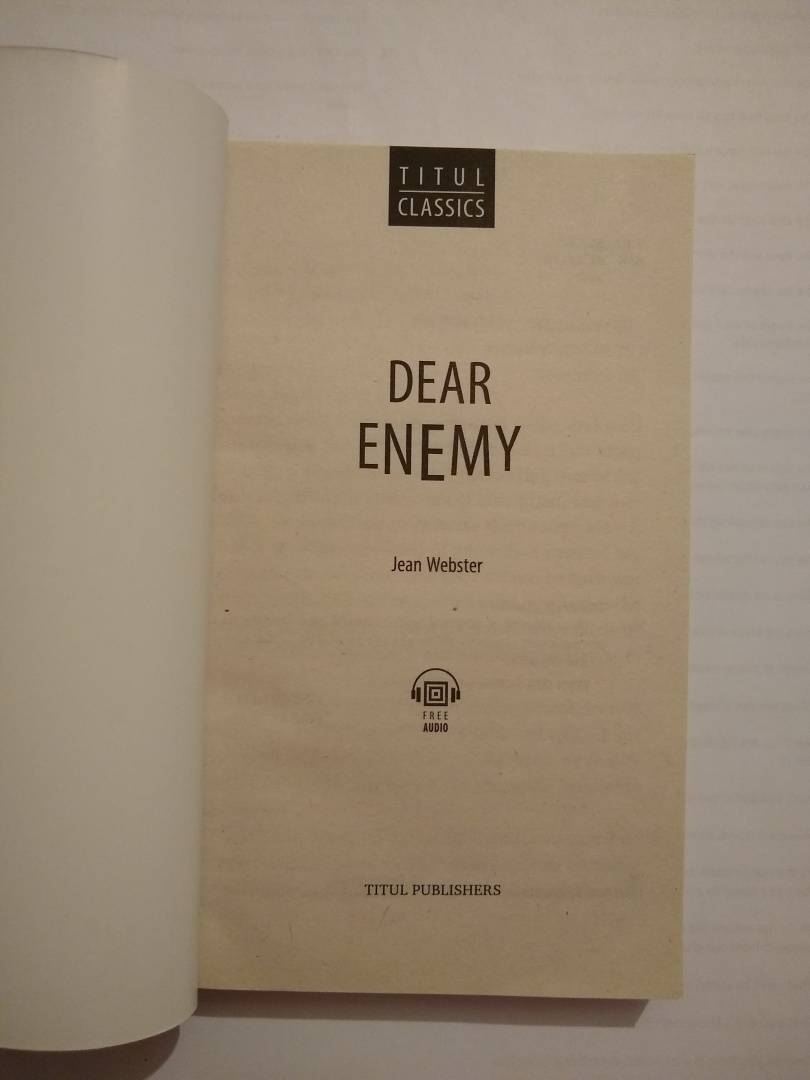 TITUL
CLASSICS
DEAR
ENEMY
Jean Webster
FREE
AUDIO
TITUL PUBLISHERS